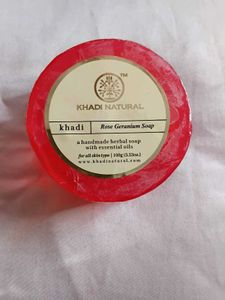 TM
KHADI NATURAL
khadi
Rose Geranium Soap
a handmade herbal soap
with essential oils
for all skin type | 100g (3.53oz.)
www.khadinatural.com